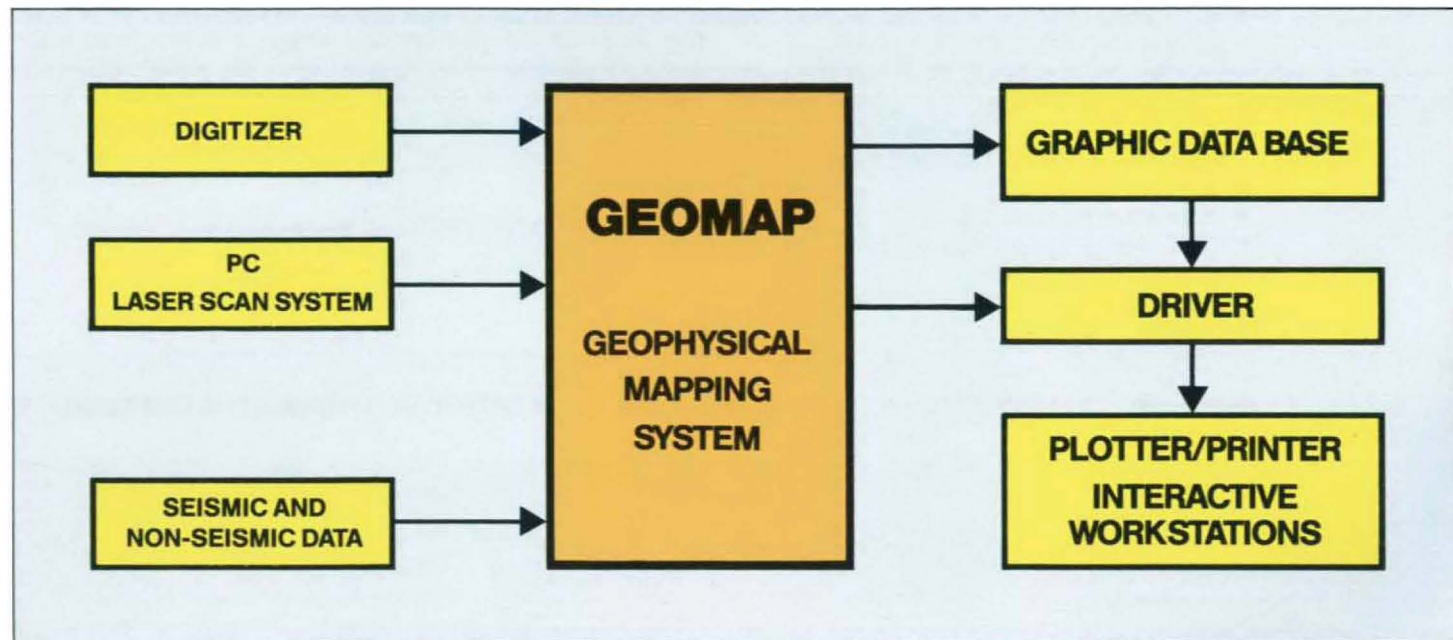 DIGITIZER
PC
LASER SCAN SYSTEM
SEISMIC AND
NON-SEISMIC DATA
GEOMAP
GEOPHYSICAL
MAPPING
SYSTEM
GRAPHIC DATA BASE
DRIVER
PLOTTER/PRINTER
INTERACTIVE
WORKSTATIONS